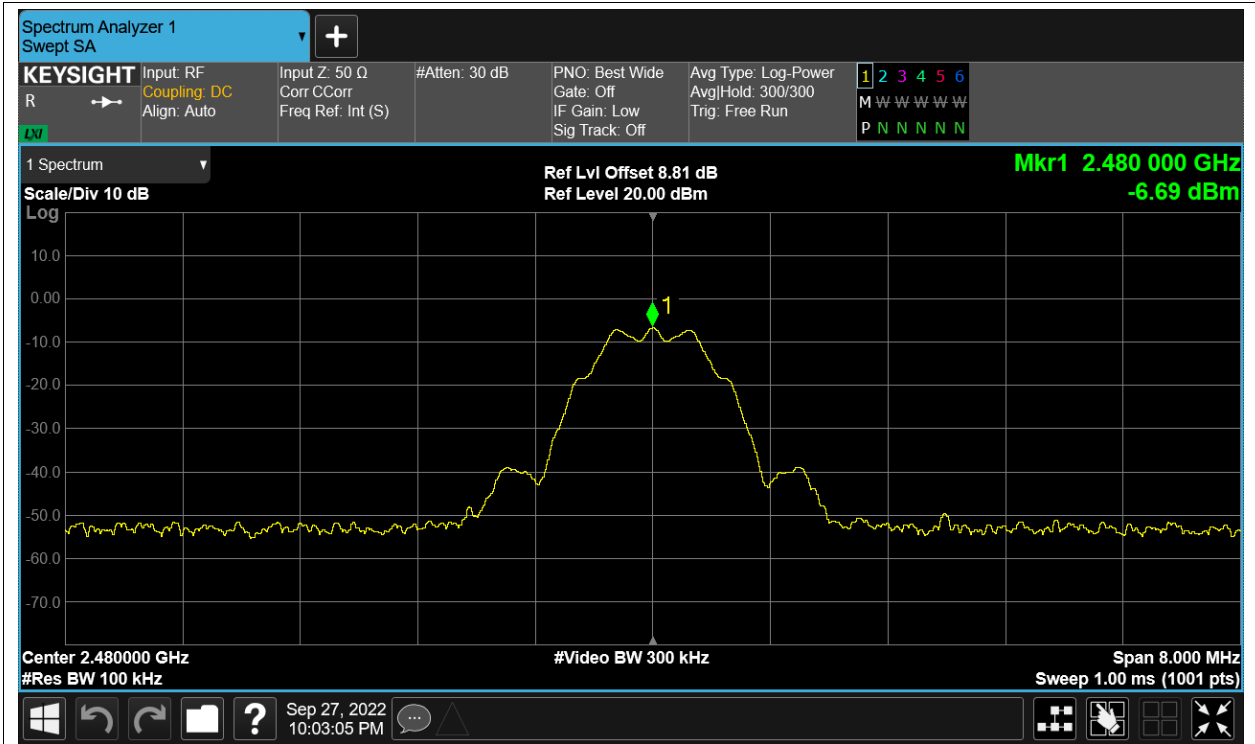 Spectrum Analyzer 1
Swept SA
+
KEYSIGHT
R
LXI
Input: RF
Coupling: DC
Align: Auto
Input Z: 50 Ω
Corr CCorr
Freq Ref: Int (S)
#Atten: 30 dB
PNO: Best Wide
Gate: Off
IF Gain: Low
Sig Track: Off
Avg Type: Log-Power
Avg|Hold: 300/300
Trig: Free Run
1 2 3 4 5 6
M W W W W W
P N N N N N
1 Spectrum
Scale/Div 10 dB
Log
Ref Lvl Offset 8.81 dB
Ref Level 20.00 dBm
Mkr1 2.480 000 GHz
-6.69 dBm
10.0
0.00
-10.0
-20.0
-30.0
-40.0
-50.0
-60.0
-70.0
1
Center 2.480000 GHz
#Res BW 100 kHz
#Video BW 300 kHz
Span 8.000 MHz
Sweep 1.00 ms (1001 pts)
?
Sep 27, 2022
10:03:05 PM